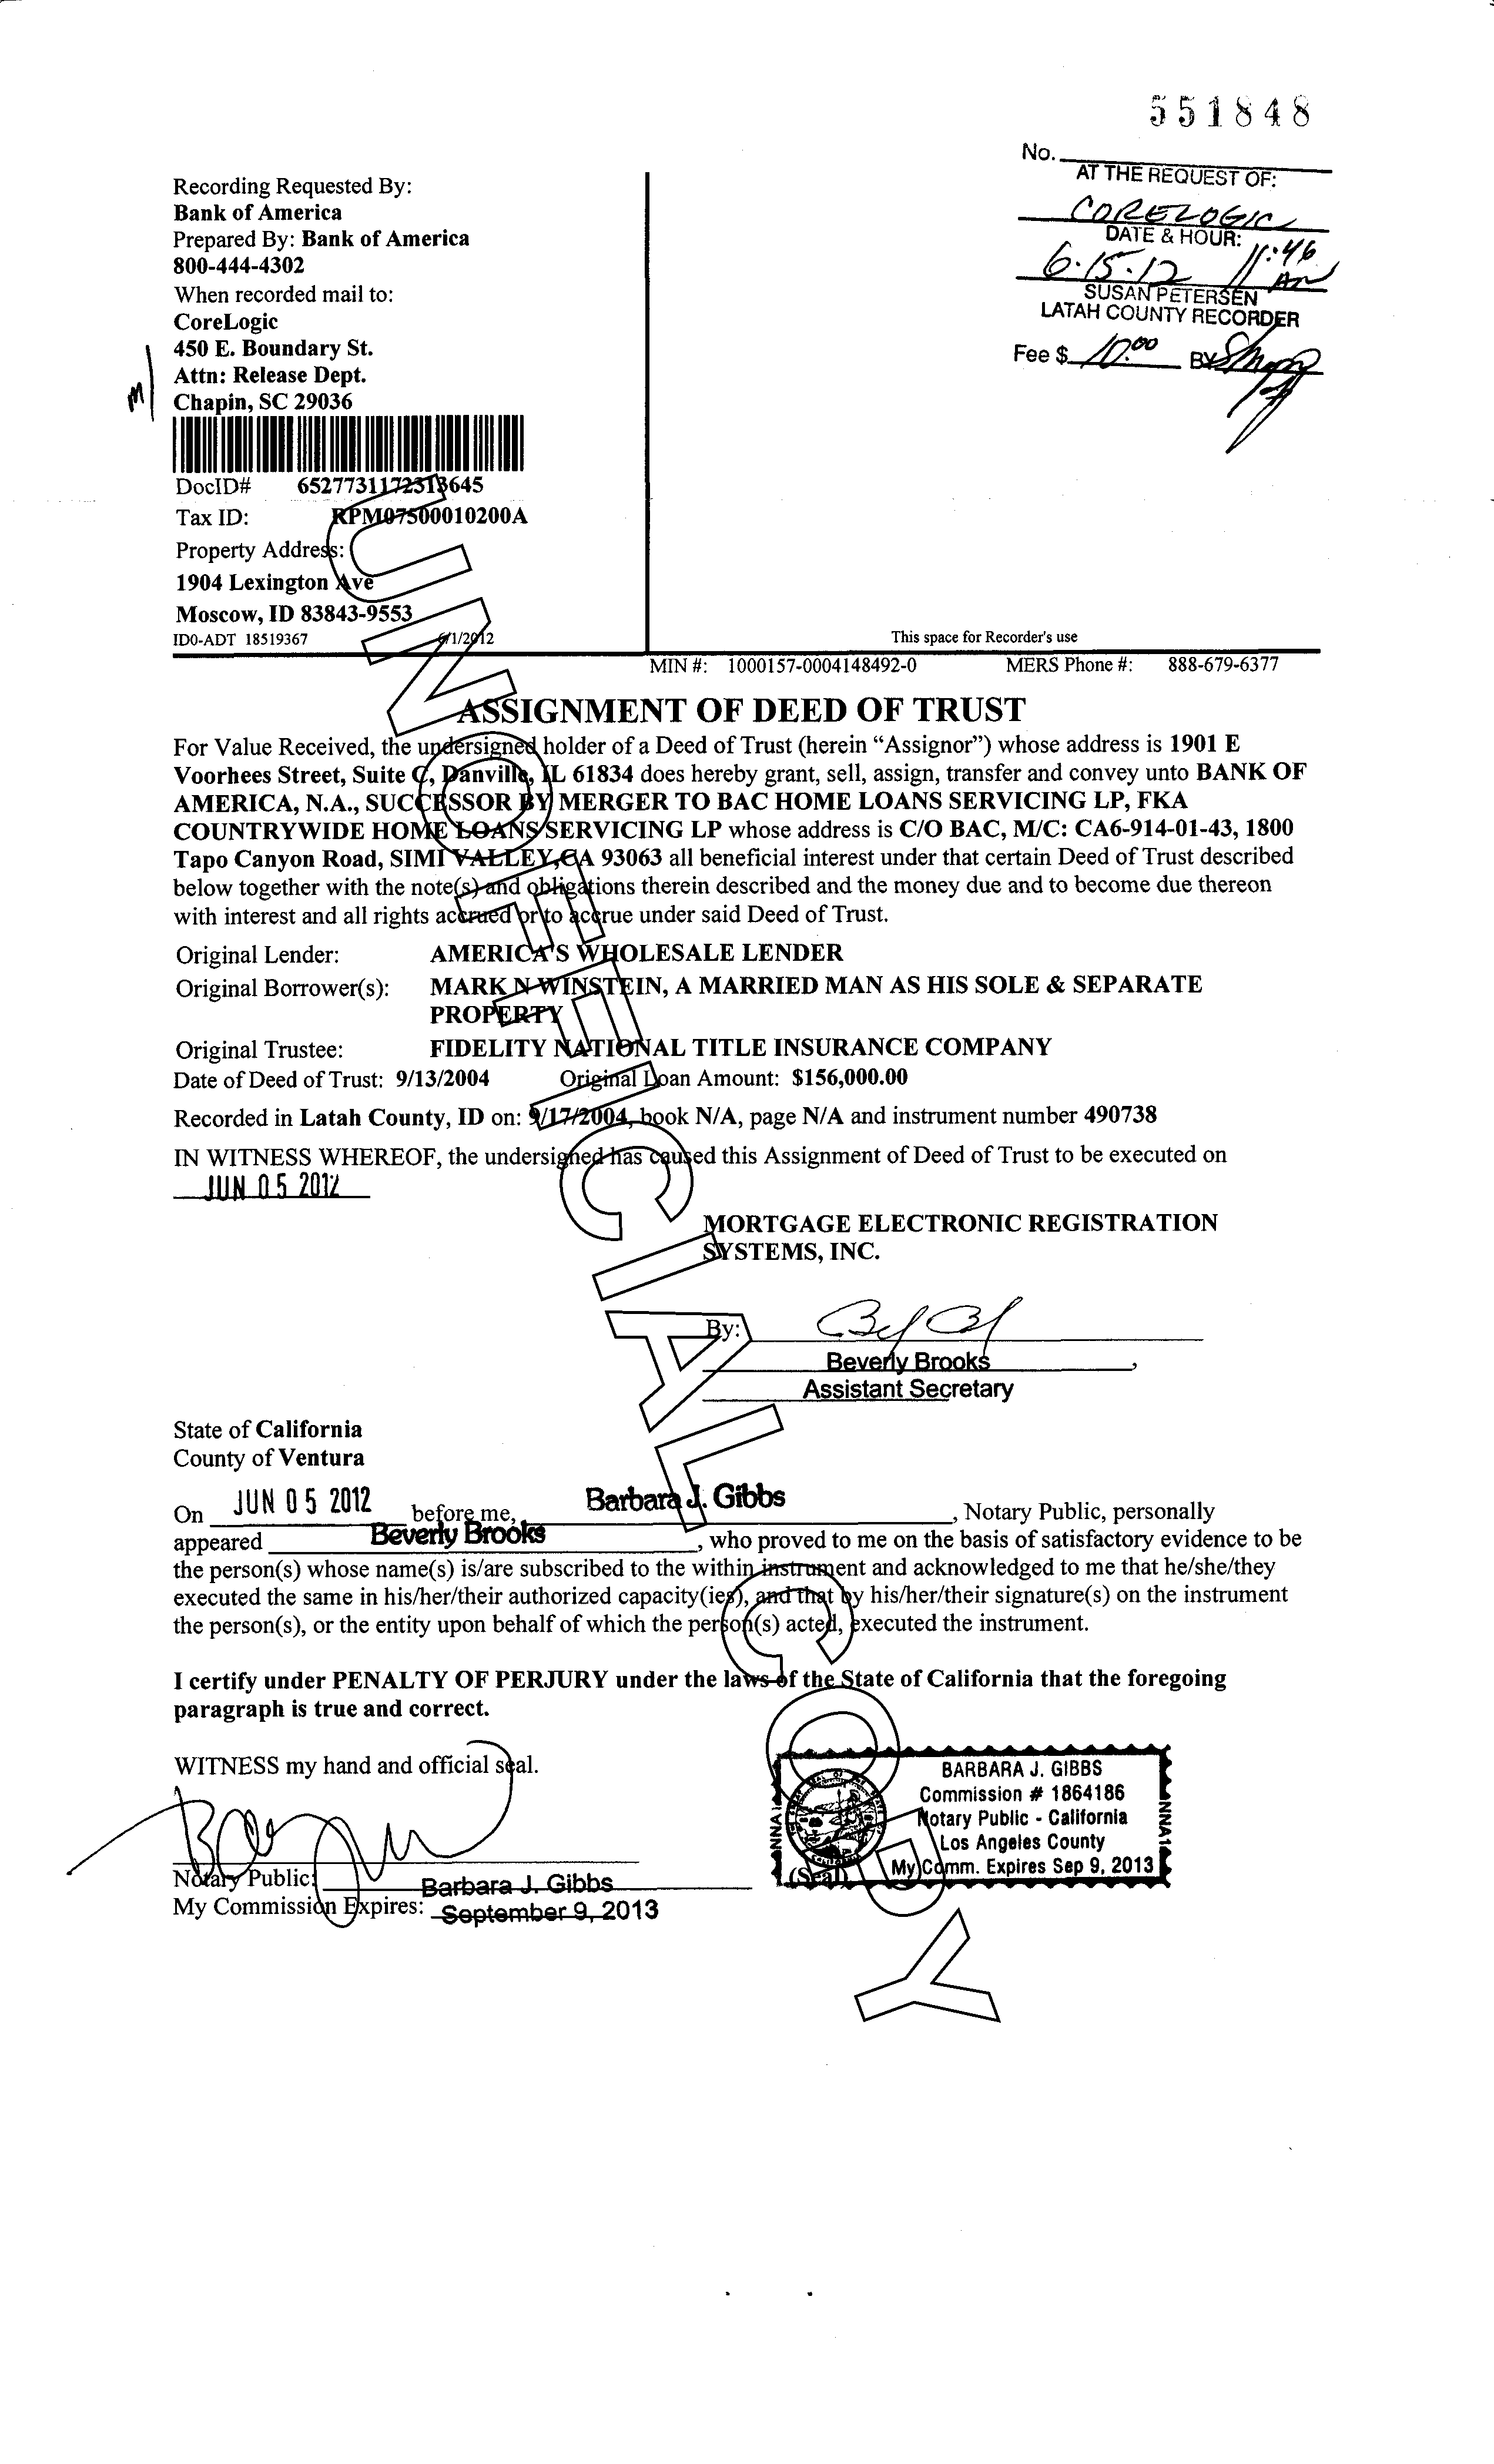 551848
No.
AT THE REQUEST OF:
CORELOGIC
DATE & HOUR:
6.15.12 11:46 AM
SUSAN PETERSEN
LATAH COUNTY RECORDER
Fee $ 10.00 BY
Recording Requested By:
Bank of America
Prepared By: Bank of America
800-444-4302
When recorded mail to:
CoreLogic
450 E. Boundary St.
Attn: Release Dept.
Chapin, SC 29036
DocID# 6527731172313645
Tax ID: RPM07500010200A
Property Address:
1904 Lexington Ave
Moscow, ID 83843-9553
ID0-ADT 18519367 6/1/2012
This space for Recorder's use
MIN #: 1000157-0004148492-0 MERS Phone #: 888-679-6377
ASSIGNMENT OF DEED OF TRUST
For Value Received, the undersigned holder of a Deed of Trust (herein “Assignor”) whose address is 1901 E
Voorhees Street, Suite C, Danville, IL 61834 does hereby grant, sell, assign, transfer and convey unto BANK OF
AMERICA, N.A., SUCCESSOR BY MERGER TO BAC HOME LOANS SERVICING LP, FKA
COUNTRYWIDE HOME LOANS SERVICING LP whose address is C/O BAC, M/C: CA6-914-01-43, 1800
Tapo Canyon Road, SIMI VALLEY, CA 93063 all beneficial interest under that certain Deed of Trust described
below together with the note(s) and obligations therein described and the money due and to become due thereon
with interest and all rights accrued or to accrue under said Deed of Trust.
Original Lender: AMERICA'S WHOLESALE LENDER
Original Borrower(s): MARK N WINSTEIN, A MARRIED MAN AS HIS SOLE & SEPARATE
PROPERTY
Original Trustee: FIDELITY NATIONAL TITLE INSURANCE COMPANY
Date of Deed of Trust: 9/13/2004 Original Loan Amount: $156,000.00
Recorded in Latah County, ID on: 9/17/2004, book N/A, page N/A and instrument number 490738
IN WITNESS WHEREOF, the undersigned has caused this Assignment of Deed of Trust to be executed on
JUN 05 2012
MORTGAGE ELECTRONIC REGISTRATION
SYSTEMS, INC.
By:
Beverly Brooks,
Assistant Secretary
State of California
County of Ventura
On JUN 05 2012 before me, Barbara J. Gibbs, Notary Public, personally
appeared Beverly Brooks, who proved to me on the basis of satisfactory evidence to be
the person(s) whose name(s) is/are subscribed to the within instrument and acknowledged to me that he/she/they
executed the same in his/her/their authorized capacity(ies), and that by his/her/their signature(s) on the instrument
the person(s), or the entity upon behalf of which the person(s) acted, executed the instrument.
I certify under PENALTY OF PERJURY under the laws of the State of California that the foregoing
paragraph is true and correct.
WITNESS my hand and official seal.
BARBARA J. GIBBS
Commission # 1864186
Notary Public - California
Los Angeles County
My Comm. Expires Sep 9, 2013
(Seal)
Notary Public: Barbara J. Gibbs
My Commission Expires: September 9, 2013
UNOFFICIAL COPY